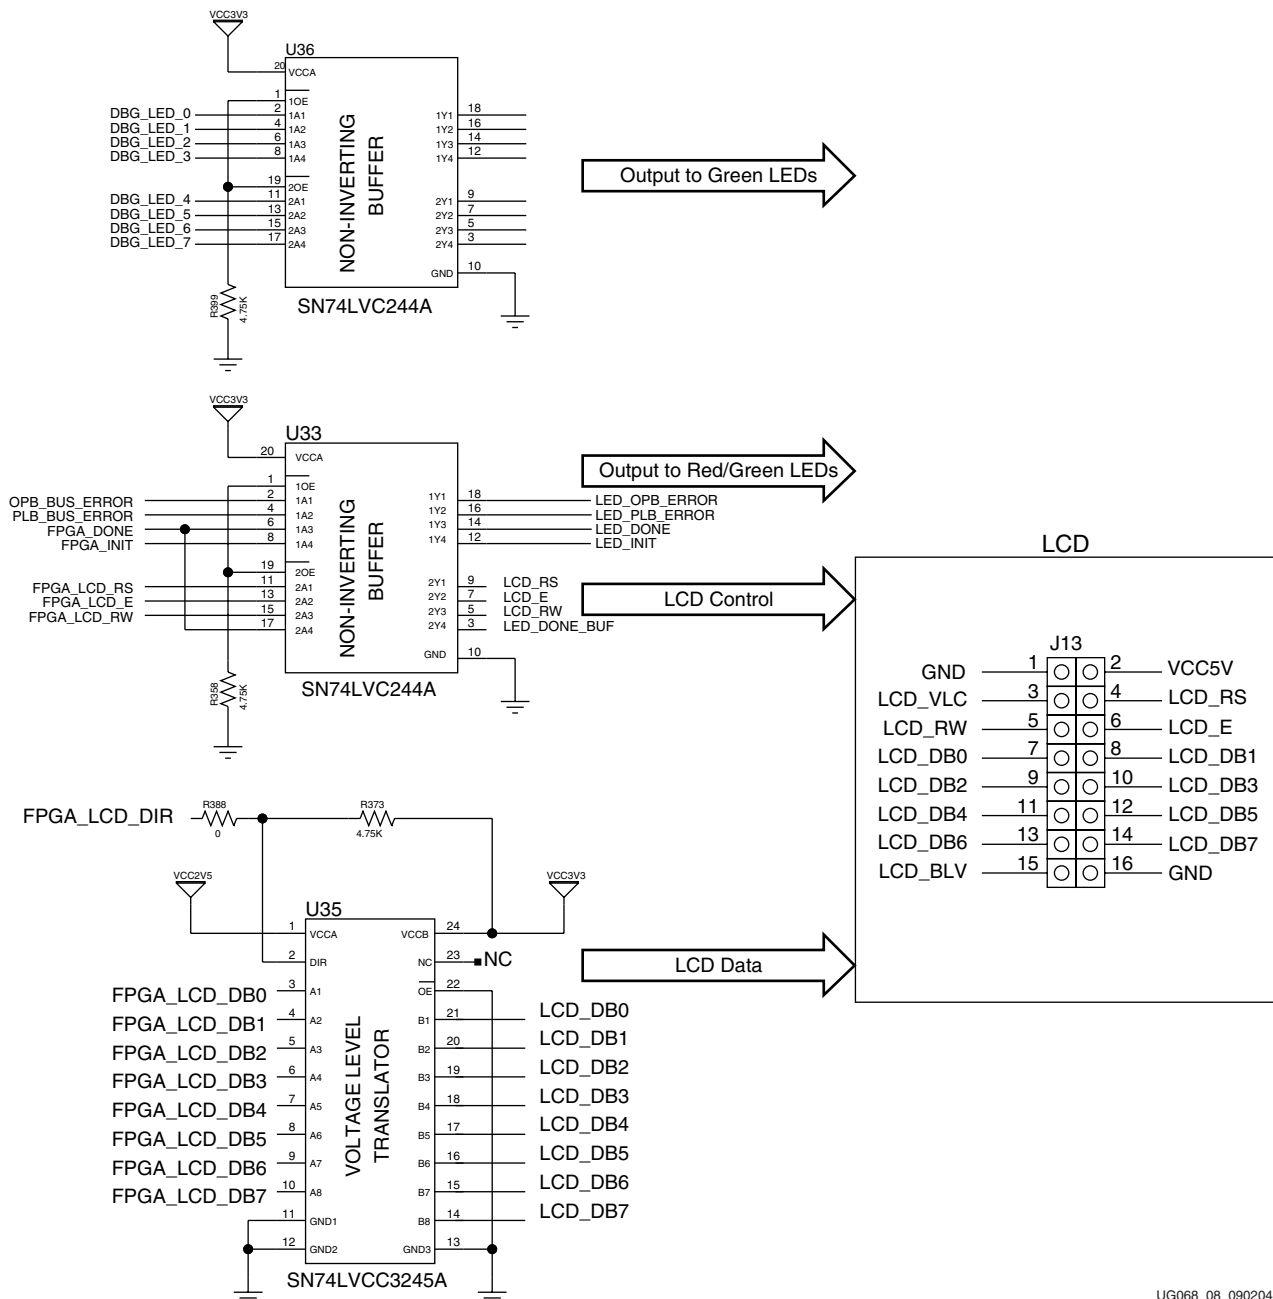 VCC3V3
U36
20 VCCA
1 1OE
DBG_LED_0 2 1A1 1Y1 18
DBG_LED_1 4 1A2 1Y2 16
DBG_LED_2 6 1A3 1Y3 14
DBG_LED_3 8 1A4 1Y4 12
19 2OE
DBG_LED_4 11 2A1 2Y1 9
DBG_LED_5 13 2A2 2Y2 7
DBG_LED_6 15 2A3 2Y3 5
DBG_LED_7 17 2A4 2Y4 3
GND 10
NON-INVERTING
BUFFER
R399
4.75K
SN74LVC244A
Output to Green LEDs
VCC3V3
U33
20 VCCA
1 1OE
OPB_BUS_ERROR 2 1A1 1Y1 18 LED_OPB_ERROR
PLB_BUS_ERROR 4 1A2 1Y2 16 LED_PLB_ERROR
FPGA_DONE 6 1A3 1Y3 14 LED_DONE
FPGA_INIT 8 1A4 1Y4 12 LED_INIT
19 2OE
FPGA_LCD_RS 11 2A1 2Y1 9 LCD_RS
FPGA_LCD_E 13 2A2 2Y2 7 LCD_E
FPGA_LCD_RW 15 2A3 2Y3 5 LCD_RW
17 2A4 2Y4 3 LED_DONE_BUF
GND 10
NON-INVERTING
BUFFER
R358
4.75K
SN74LVC244A
Output to Red/Green LEDs
LCD Control
LCD
J13
GND 1 2 VCC5V
LCD_VLC 3 4 LCD_RS
LCD_RW 5 6 LCD_E
LCD_DB0 7 8 LCD_DB1
LCD_DB2 9 10 LCD_DB3
LCD_DB4 11 12 LCD_DB5
LCD_DB6 13 14 LCD_DB7
LCD_BLV 15 16 GND
FPGA_LCD_DIR
R388
0
R373
4.75K
VCC2V5
VCC3V3
U35
1 VCCA VCCB 24
2 DIR NC 23 NC
FPGA_LCD_DB0 3 A1 OE 22
FPGA_LCD_DB1 4 A2 B1 21 LCD_DB0
FPGA_LCD_DB2 5 A3 B2 20 LCD_DB1
FPGA_LCD_DB3 6 A4 B3 19 LCD_DB2
FPGA_LCD_DB4 7 A5 B4 18 LCD_DB3
FPGA_LCD_DB5 8 A6 B5 17 LCD_DB4
FPGA_LCD_DB6 9 A7 B6 16 LCD_DB5
FPGA_LCD_DB7 10 A8 B7 15 LCD_DB6
11 GND1 B8 14 LCD_DB7
12 GND2 GND3 13
VOLTAGE LEVEL
TRANSLATOR
SN74LVCC3245A
LCD Data
UG068_08_090204